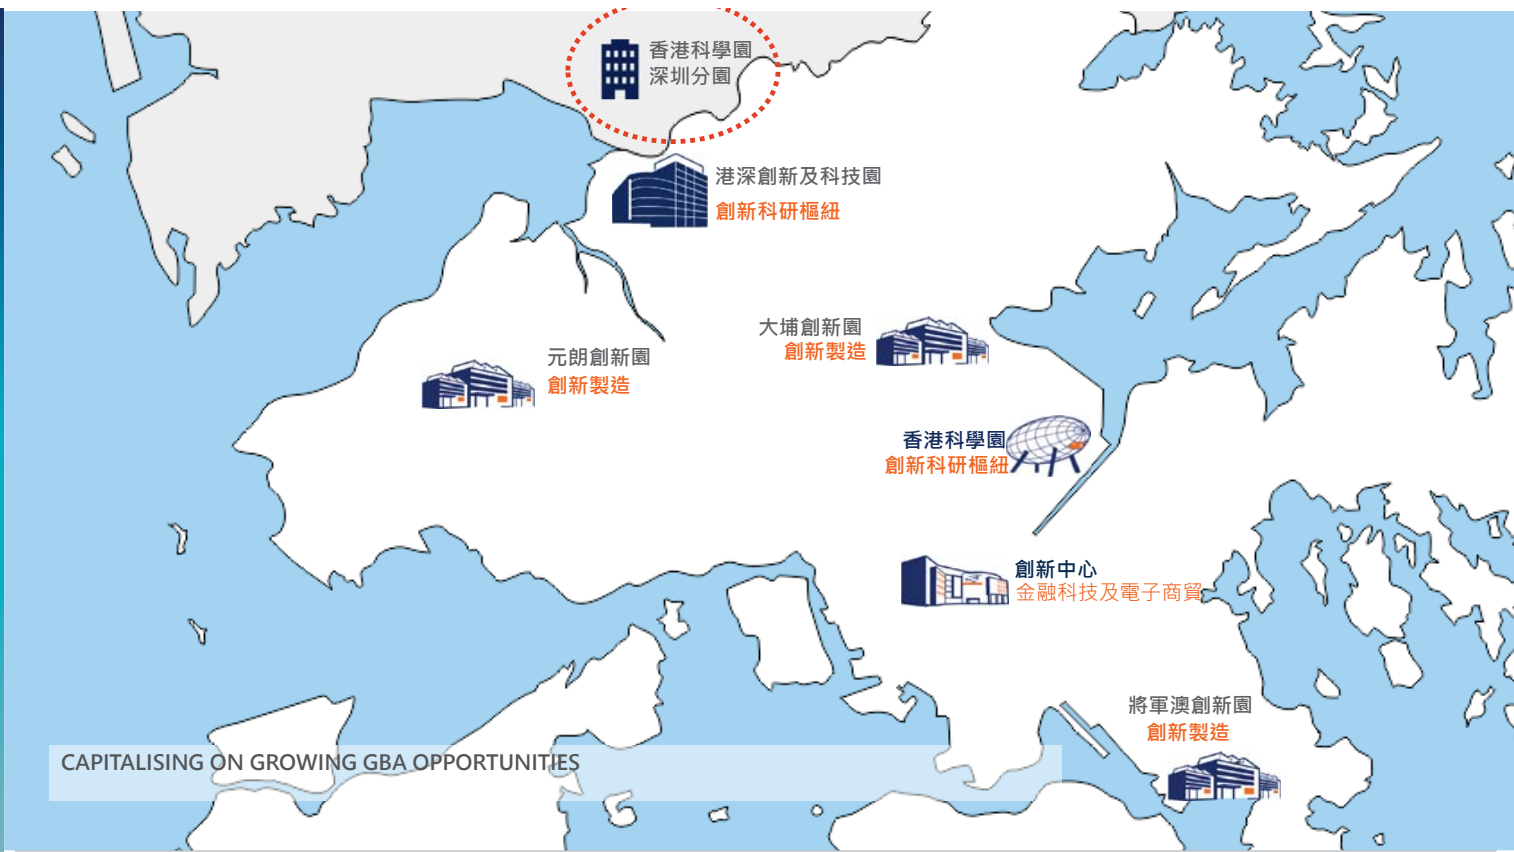 香港科學園
深圳分園
港深創新及科技園
創新科研樞紐
大埔創新園
創新製造
元朗創新園
創新製造
香港科學園
創新科研樞紐
創新中心
金融科技及電子商貿
將軍澳創新園
創新製造
CAPITALISING ON GROWING GBA OPPORTUNITIES